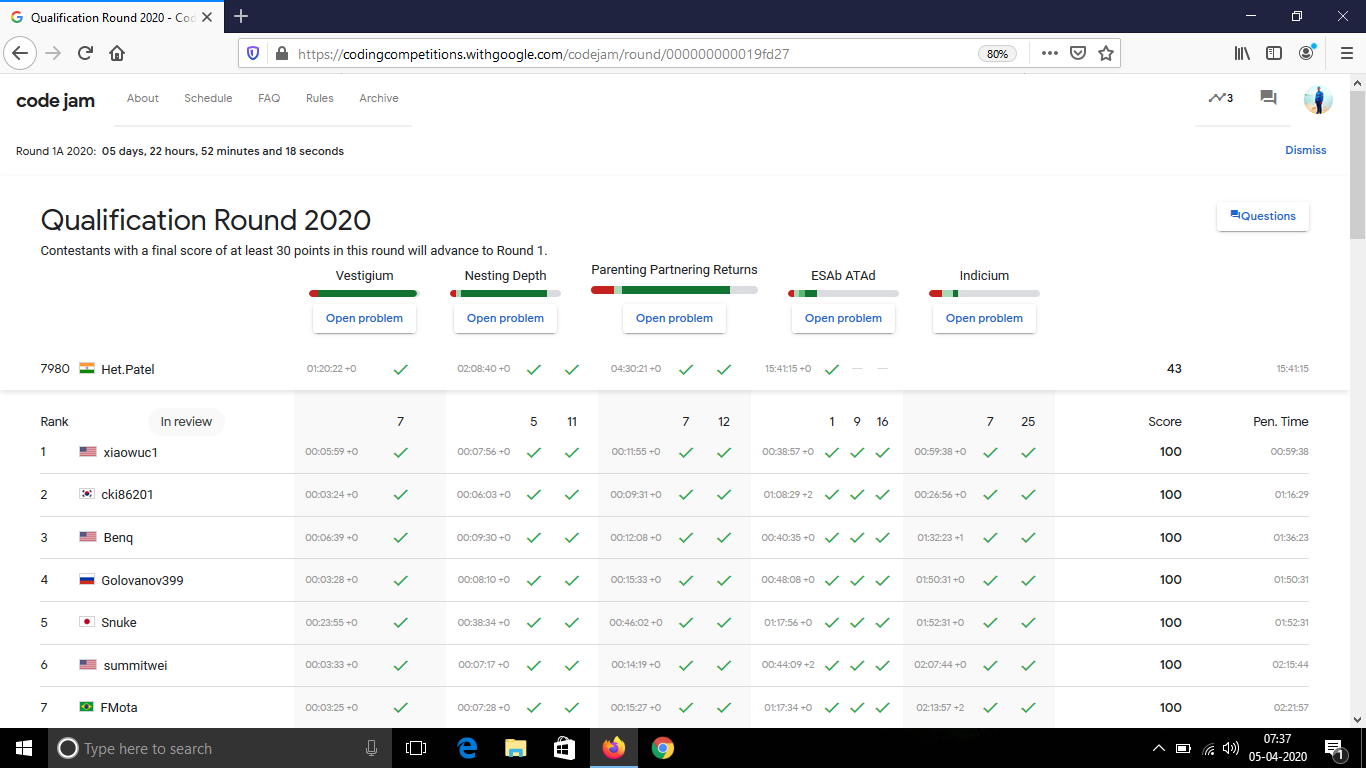 Qualification Round 2020 - Cod
https://codingcompetitions.withgoogle.com/codejam/round/000000000019fd27 80%
code jam About Schedule FAQ Rules Archive 3
Round 1A 2020: 05 days, 22 hours, 52 minutes and 18 seconds Dismiss
Qualification Round 2020 Questions
Contestants with a final score of at least 30 points in this round will advance to Round 1.
Vestigium Nesting Depth Parenting Partnering Returns ESAb ATAd Indicium
Open problem Open problem Open problem Open problem Open problem
7980 Het.Patel 01:20:22 +0 02:08:40 +0 04:30:21 +0 15:41:15 +0 43 15:41:15
Rank In review 7 5 11 7 12 1 9 16 7 25 Score Pen. Time
1 xiaowuc1 00:05:59 +0 00:07:56 +0 00:11:55 +0 00:38:57 +0 00:59:38 +0 100 00:59:38
2 cki86201 00:03:24 +0 00:06:03 +0 00:09:31 +0 01:08:29 +2 00:26:56 +0 100 01:16:29
3 Benq 00:06:39 +0 00:09:30 +0 00:12:08 +0 00:40:35 +0 01:32:23 +1 100 01:36:23
4 Golovanov399 00:03:28 +0 00:08:10 +0 00:15:33 +0 00:48:08 +0 01:50:31 +0 100 01:50:31
5 Snuke 00:23:55 +0 00:38:34 +0 00:46:02 +0 01:17:56 +0 01:52:31 +0 100 01:52:31
6 summitwei 00:03:33 +0 00:07:17 +0 00:14:19 +0 00:44:09 +2 02:07:44 +0 100 02:15:44
7 FMota 00:03:25 +0 00:07:28 +0 00:15:27 +0 01:17:34 +0 02:13:57 +2 100 02:21:57
Type here to search 07:37
05-04-2020 1